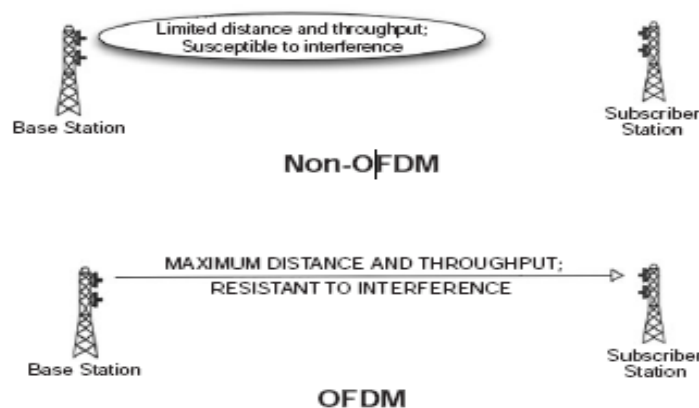 Limited distance and throughput;
Susceptible to interference
Base Station
Subscriber
Station
Non-OFDM
MAXIMUM DISTANCE AND THROUGHPUT;
RESISTANT TO INTERFERENCE
Base Station
Subscriber
Station
OFDM